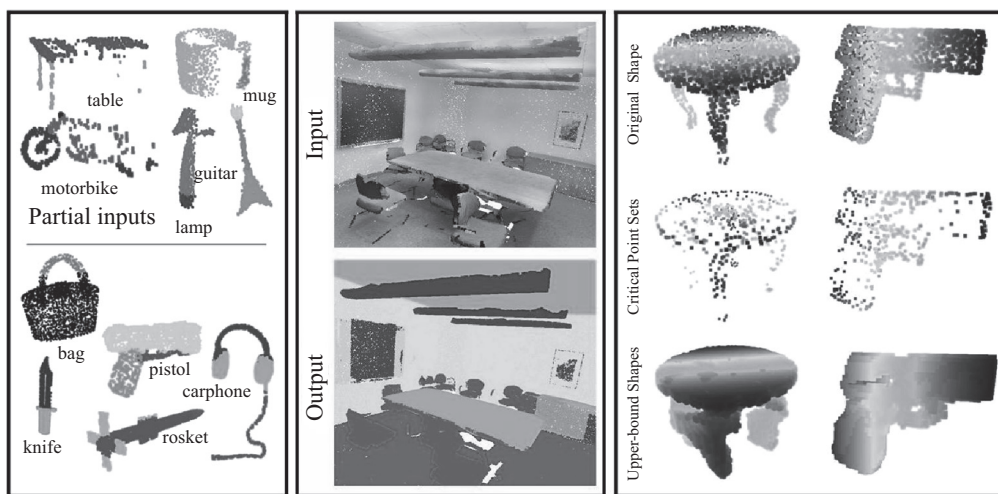 table
mug
motorbike
guitar
Partial inputs
lamp
bag
pistol
carphone
knife
rosket
Input
Output
Original Shape
Critical Point Sets
Upper-bound Shapes